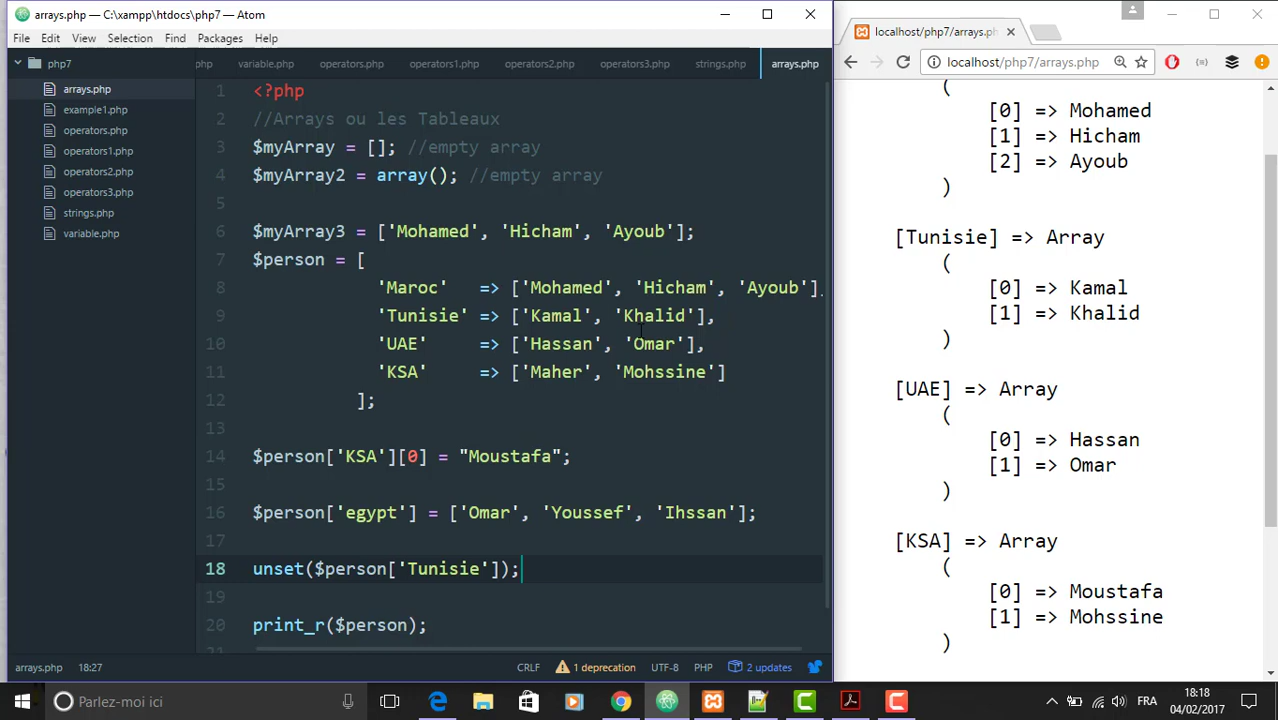 arrays.php — C:\xampp\htdocs\php7 — Atom
File Edit View Selection Find Packages Help
php7
arrays.php
example1.php
operators.php
operators1.php
operators2.php
operators3.php
strings.php
variable.php
php variable.php operators.php operators1.php operators2.php operators3.php strings.php arrays.php
1 <?php
2 //Arrays ou les Tableaux
3 $myArray = []; //empty array
4 $myArray2 = array(); //empty array
5
6 $myArray3 = ['Mohamed', 'Hicham', 'Ayoub'];
7 $person = [
8 'Maroc' => ['Mohamed', 'Hicham', 'Ayoub'],
9 'Tunisie' => ['Kamal', 'Khalid'],
10 'UAE' => ['Hassan', 'Omar'],
11 'KSA' => ['Maher', 'Mohssine']
12 ];
13
14 $person['KSA'][0] = "Moustafa";
15
16 $person['egypt'] = ['Omar', 'Youssef', 'Ihssan'];
17
18 unset($person['Tunisie']);
19
20 print_r($person);
arrays.php 18:27 CRLF 1 deprecation UTF-8 PHP 2 updates
localhost/php7/arrays.ph
localhost/php7/arrays.php
(
[0] => Mohamed
[1] => Hicham
[2] => Ayoub
)
[Tunisie] => Array
(
[0] => Kamal
[1] => Khalid
)
[UAE] => Array
(
[0] => Hassan
[1] => Omar
)
[KSA] => Array
(
[0] => Moustafa
[1] => Mohssine
)
Parlez-moi ici
FRA
18:18
04/02/2017